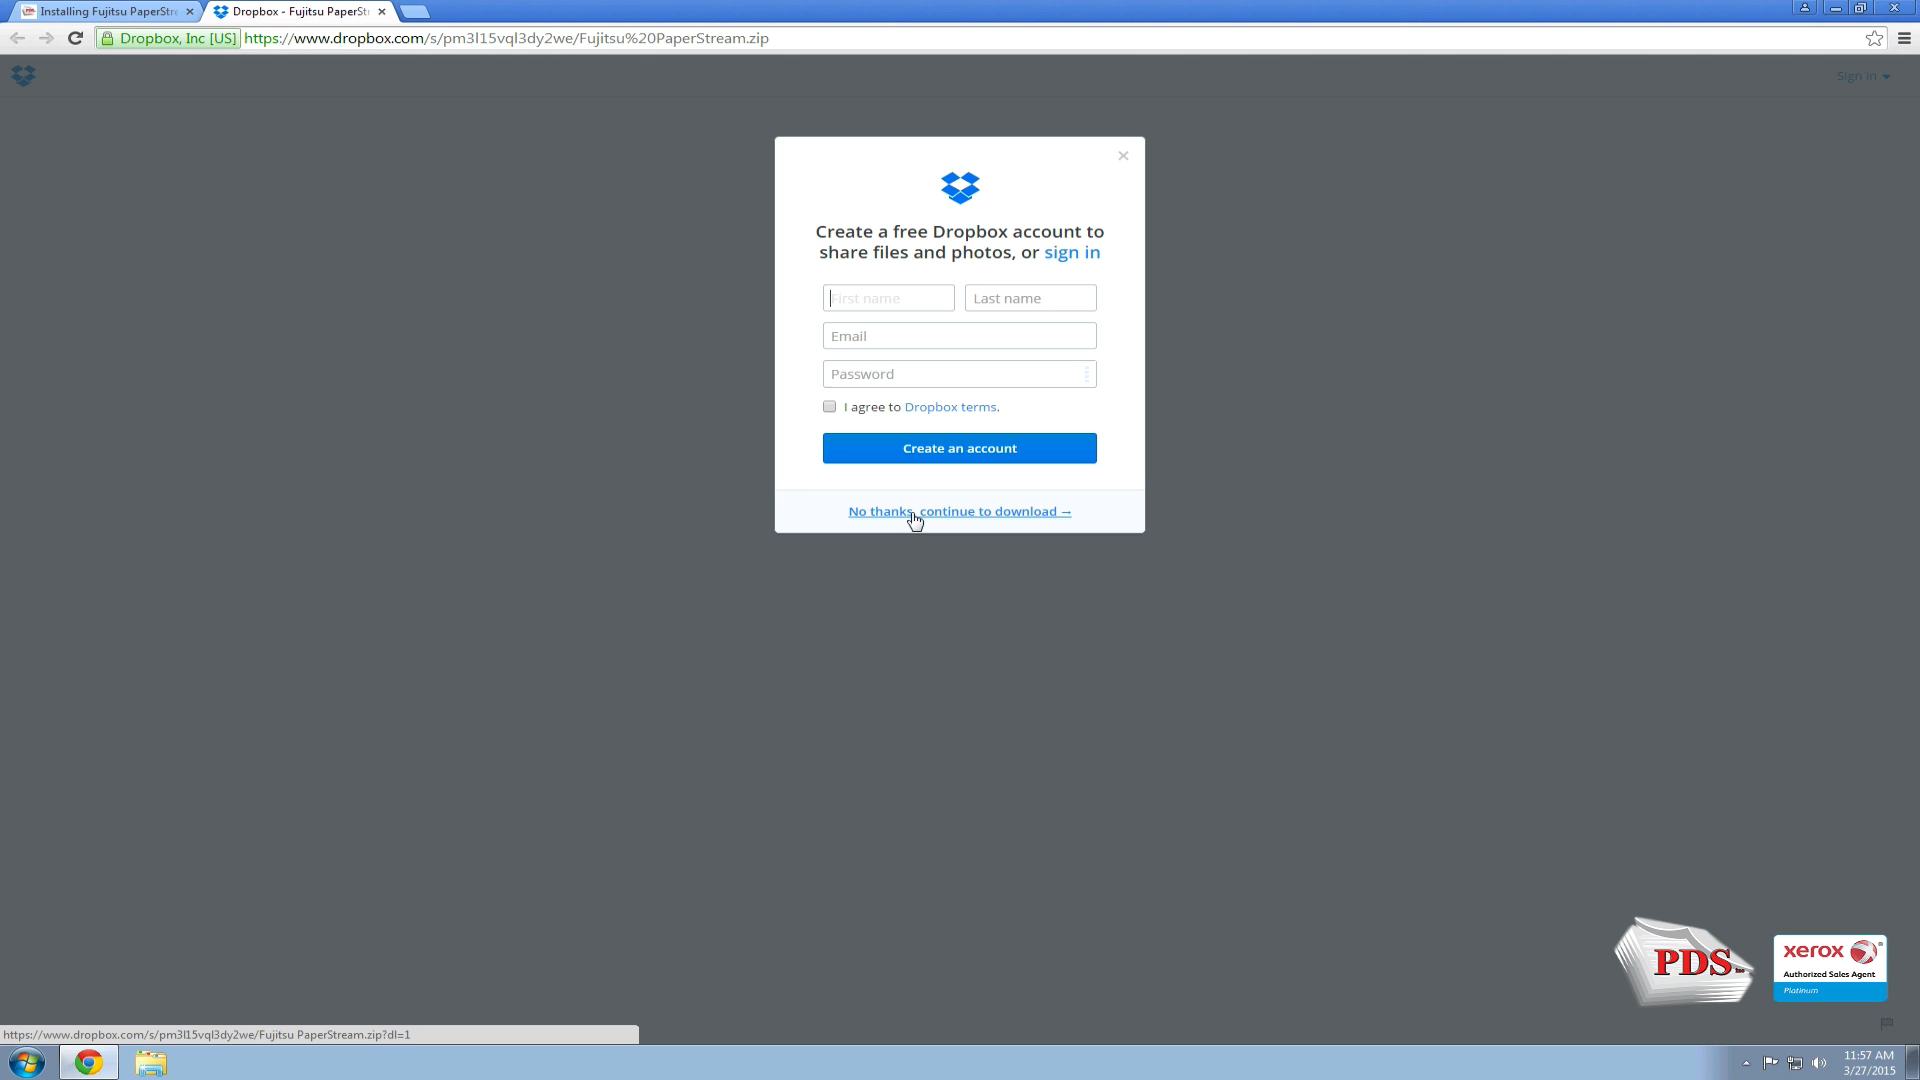 Installing Fujitsu PaperStre
Dropbox - Fujitsu PaperSt
Dropbox, Inc [US] https://www.dropbox.com/s/pm3l15vql3dy2we/Fujitsu%20PaperStream.zip
Sign in
Create a free Dropbox account to
share files and photos, or sign in
First name
Last name
Email
Password
I agree to Dropbox terms.
Create an account
No thanks, continue to download →
PDS
xerox
Authorized Sales Agent
Platinum
https://www.dropbox.com/s/pm3l15vql3dy2we/Fujitsu PaperStream.zip?dl=1
11:57 AM
3/27/2015